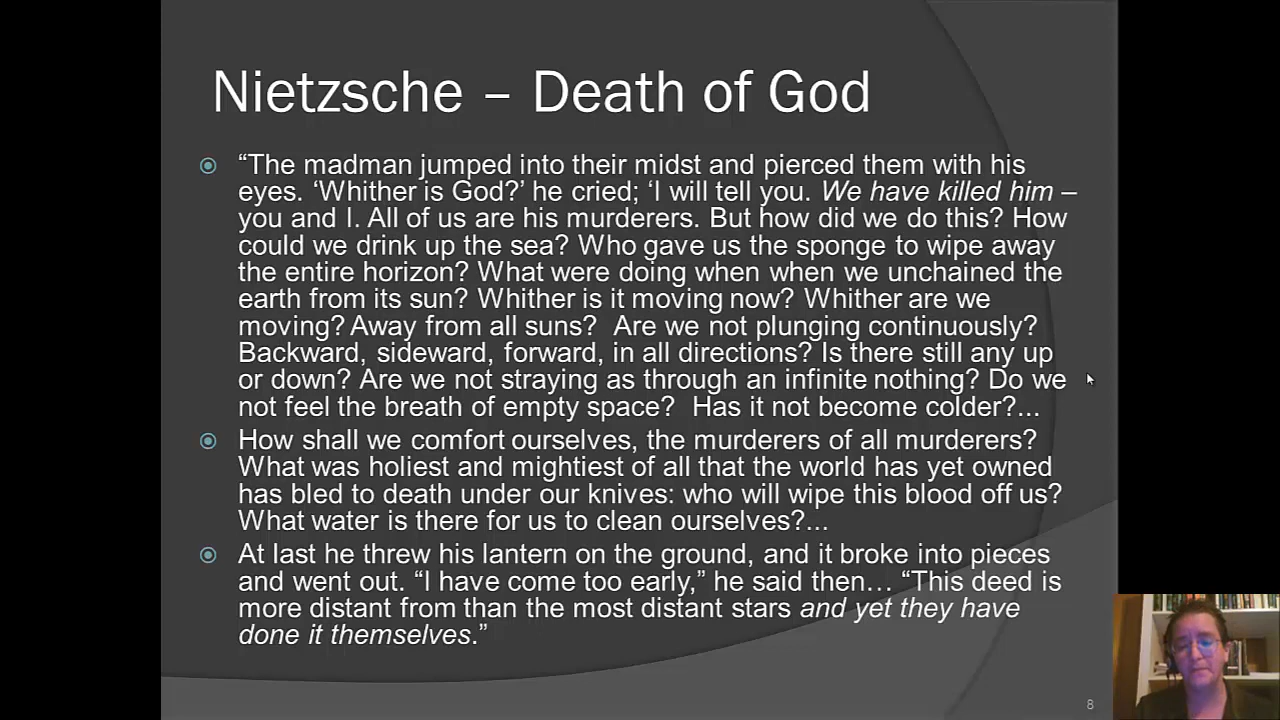 Nietzsche – Death of God
“The madman jumped into their midst and pierced them with his
eyes. ‘Whither is God?’ he cried; ‘I will tell you. We have killed him –
you and I. All of us are his murderers. But how did we do this? How
could we drink up the sea? Who gave us the sponge to wipe away
the entire horizon? What were doing when when we unchained the
earth from its sun? Whither is it moving now? Whither are we
moving? Away from all suns? Are we not plunging continuously?
Backward, sideward, forward, in all directions? Is there still any up
or down? Are we not straying as through an infinite nothing? Do we
not feel the breath of empty space? Has it not become colder?...
How shall we comfort ourselves, the murderers of all murderers?
What was holiest and mightiest of all that the world has yet owned
has bled to death under our knives: who will wipe this blood off us?
What water is there for us to clean ourselves?...
At last he threw his lantern on the ground, and it broke into pieces
and went out. “I have come too early,” he said then… “This deed is
more distant from than the most distant stars and yet they have
done it themselves.”
8